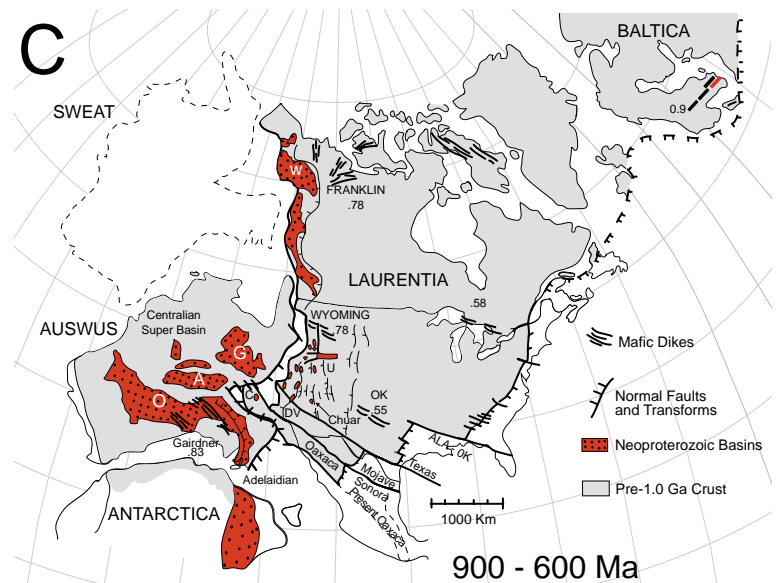 C
BALTICA
SWEAT
0.9
W
FRANKLIN
.78
LAURENTIA
.58
Centralian
Super Basin
AUSWUS
WYOMING
.78
Mafic Dikes
G
U
A
O
C
OK
.55
DV
Chuar
Normal Faults
and Transforms
Gairdner
.83
ALA - OK
Neoproterozoic Basins
Oaxaca
Mojave
Texas
Adelaidian
Sonora
Pre-1.0 Ga Crust
Present Oaxaca
ANTARCTICA
1000 Km
900 - 600 Ma